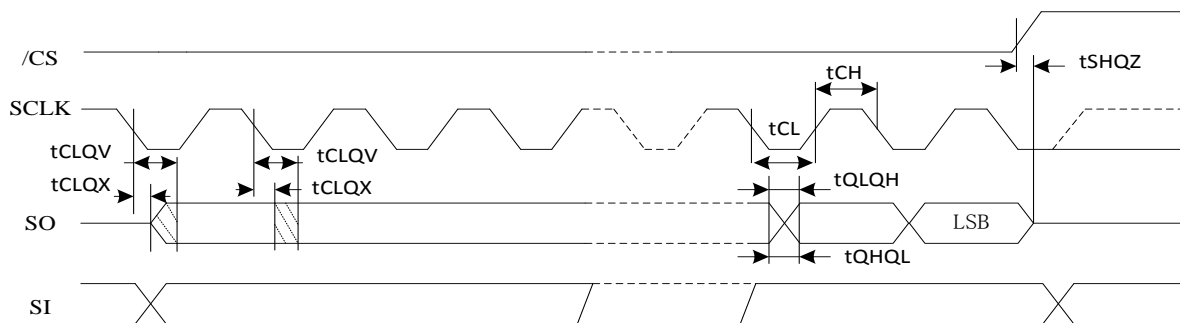 /CS
tSHQZ
tCH
SCLK
tCL
tCLQV
tCLQV
tCLQX
tCLQX
tQLQH
SO
LSB
tQHQL
SI